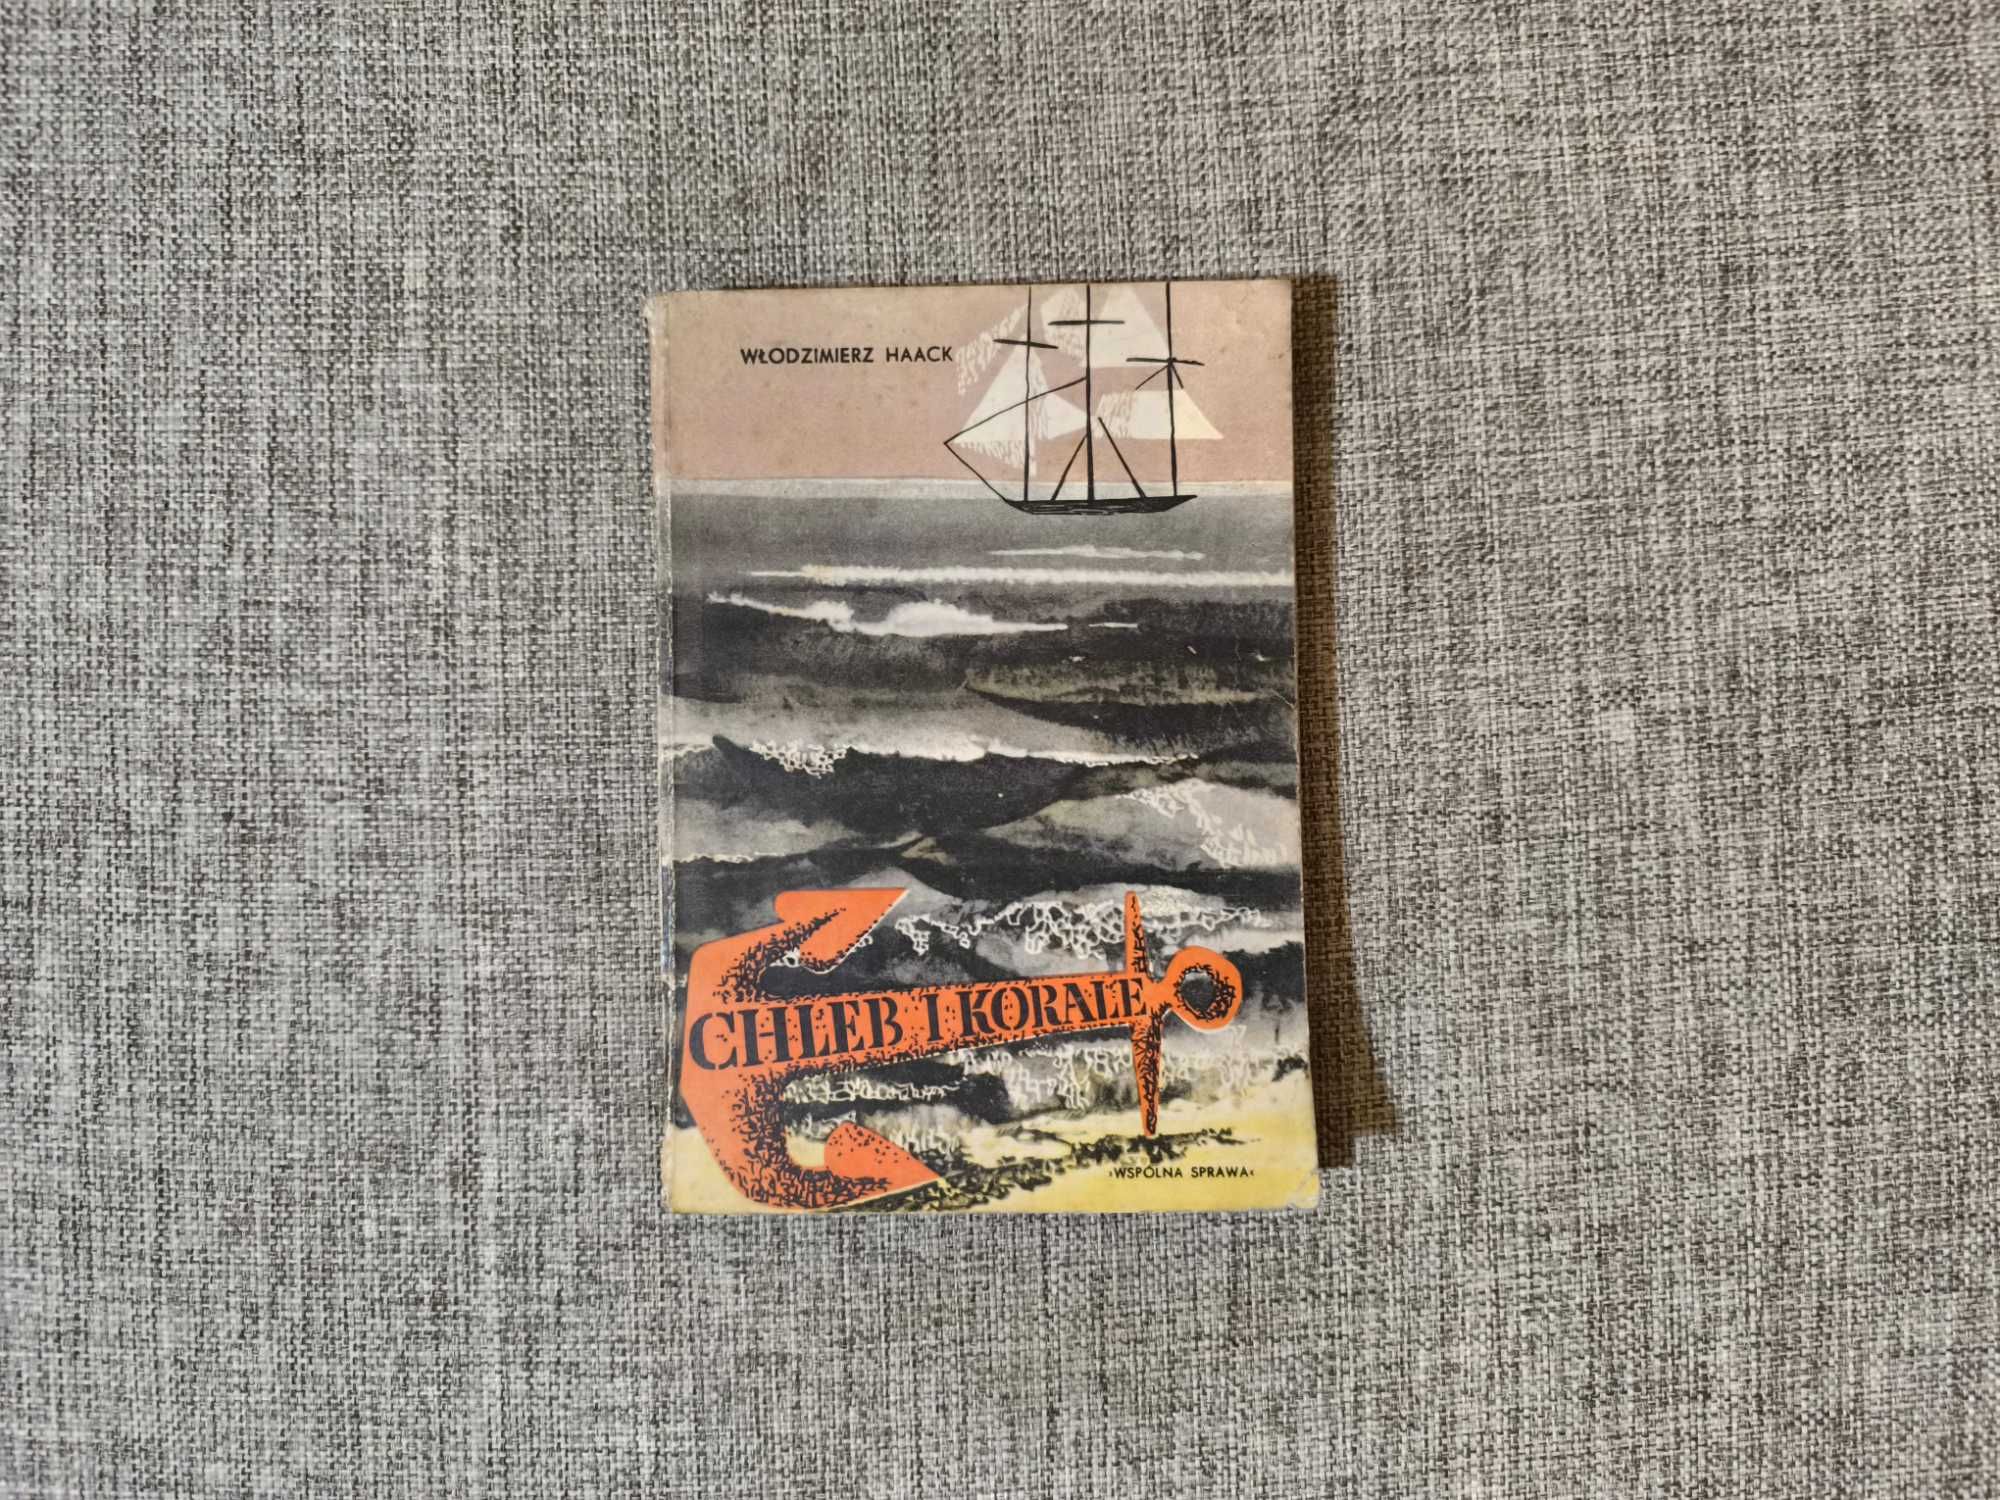 WŁODZIMIERZ HAACK
CHLEB I KORALE
›WSPÓLNA SPRAWA‹